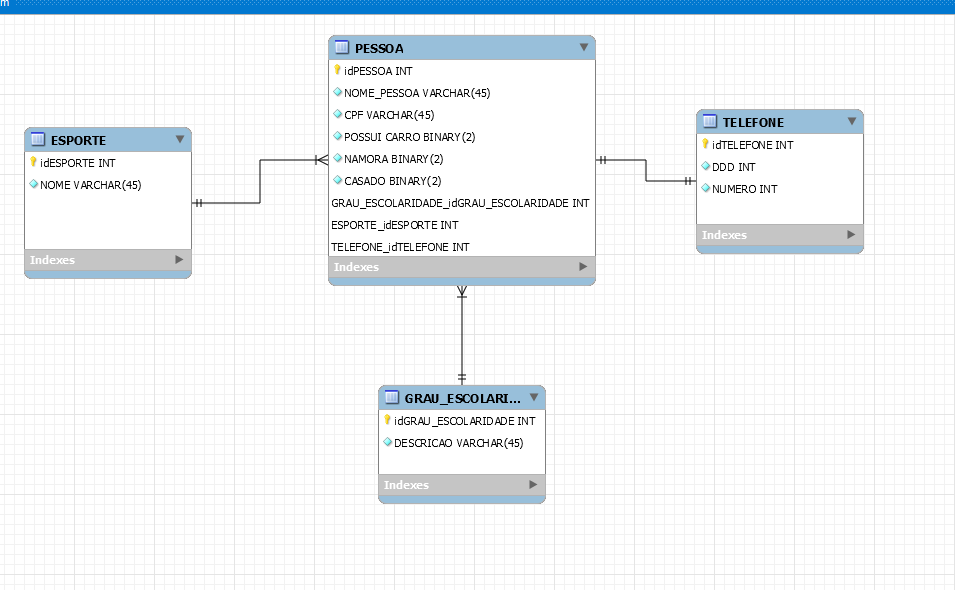 m
PESSOA
idPESSOA INT
NOME_PESSOA VARCHAR(45)
CPF VARCHAR(45)
POSSUI CARRO BINARY(2)
NAMORA BINARY(2)
CASADO BINARY(2)
GRAU_ESCOLARIDADE_idGRAU_ESCOLARIDADE INT
ESPORTE_idESPORTE INT
TELEFONE_idTELEFONE INT
Indexes
ESPORTE
idESPORTE INT
NOME VARCHAR(45)
Indexes
TELEFONE
idTELEFONE INT
DDD INT
NUMERO INT
Indexes
GRAU_ESCOLARI...
idGRAU_ESCOLARIDADE INT
DESCRICAO VARCHAR(45)
Indexes